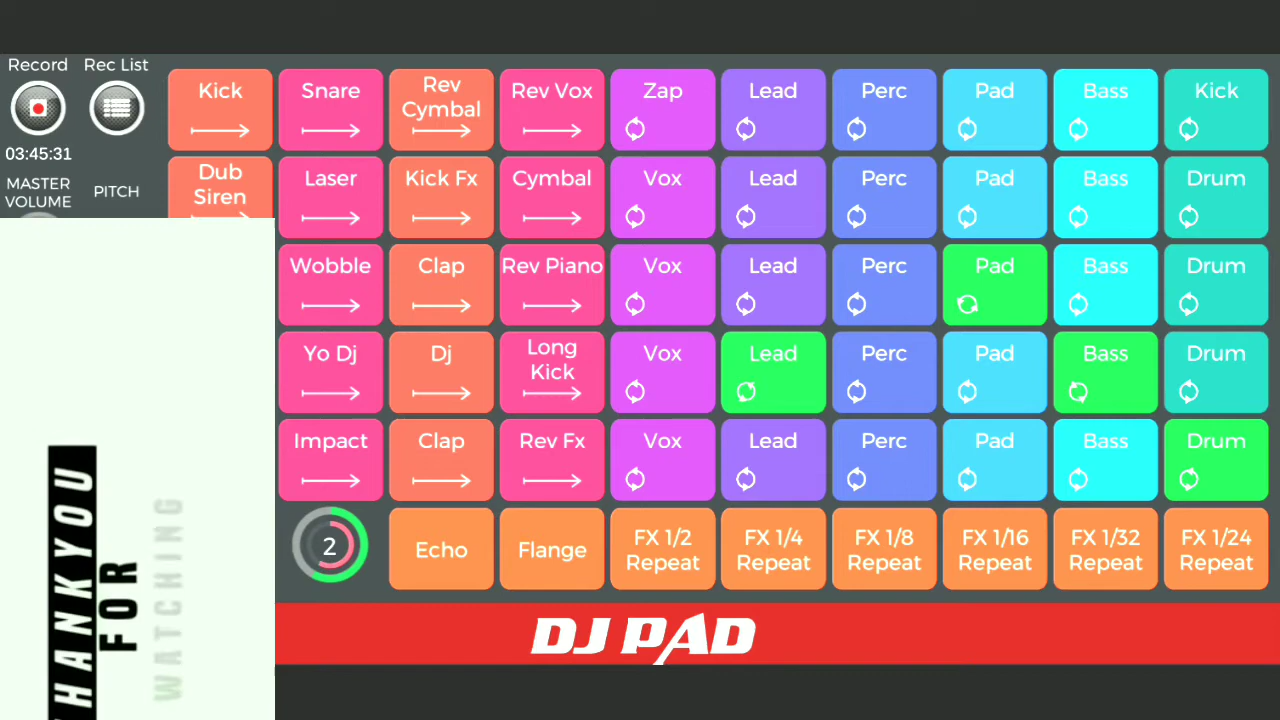 Record Rec List
03:45:31
MASTER VOLUME PITCH
Kick Snare Rev Cymbal Rev Vox Zap Lead Perc Pad Bass Kick
Dub Siren Laser Kick Fx Cymbal Vox Lead Perc Pad Bass Drum
Wobble Clap Rev Piano Vox Lead Perc Pad Bass Drum
Yo Dj Dj Long Kick Vox Lead Perc Pad Bass Drum
Impact Clap Rev Fx Vox Lead Perc Pad Bass Drum
2 Echo Flange FX 1/2 Repeat FX 1/4 Repeat FX 1/8 Repeat FX 1/16 Repeat FX 1/32 Repeat FX 1/24 Repeat
DJ PAD
HANKYOU
FOR
WATCHING